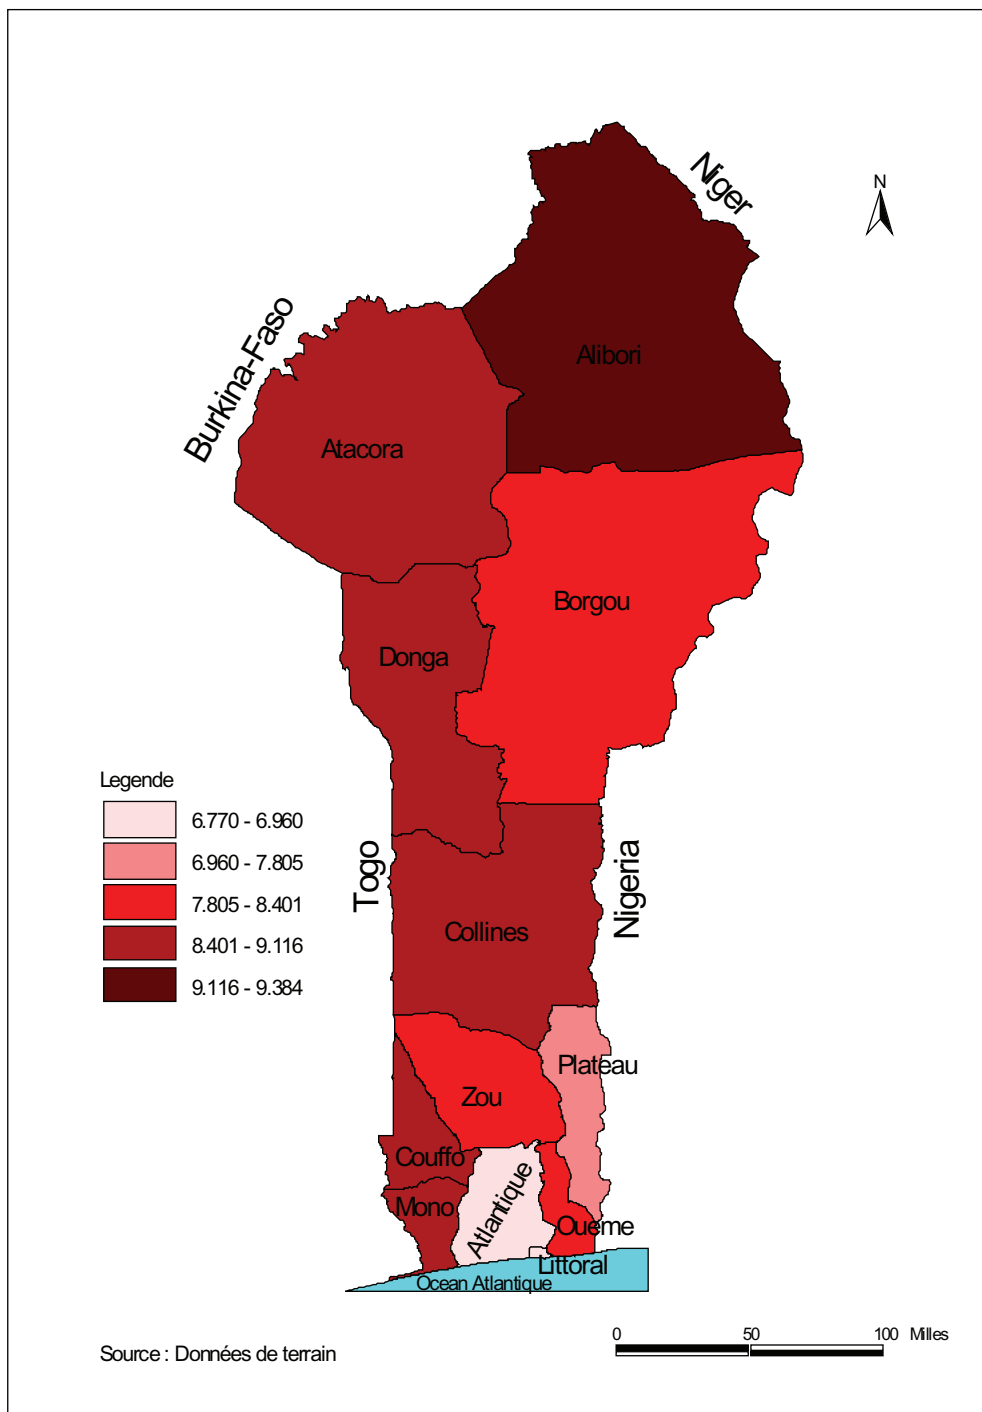 Niger
N
Burkina-Faso
Alibori
Atacora
Borgou
Donga
Legende
6.770 - 6.960
6.960 - 7.805
7.805 - 8.401
8.401 - 9.116
9.116 - 9.384
Togo
Nigeria
Collines
Plateau
Zou
Couffo
Atlantique
Mono
Oueme
Littoral
Ocean Atlantique
0 50 100 Milles
Source : Données de terrain